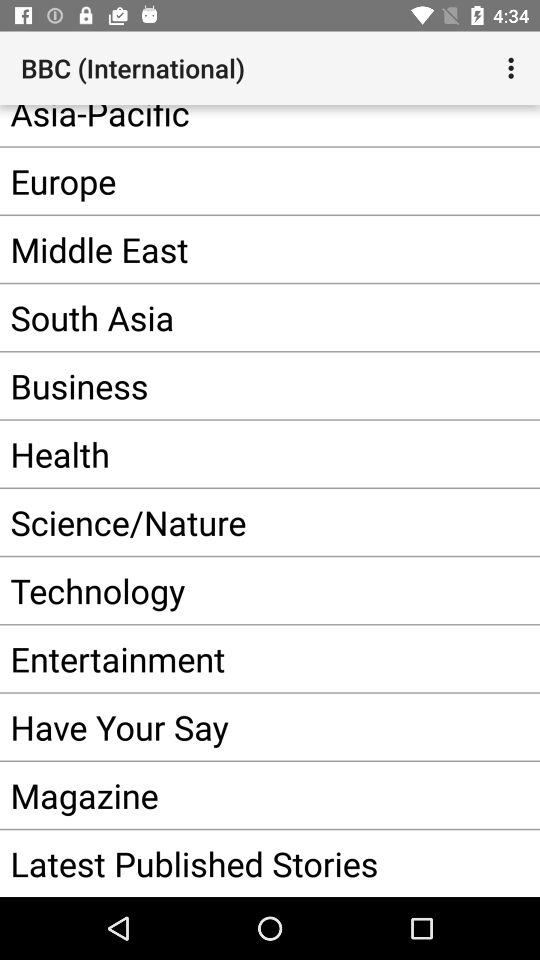 4:34
BBC (International)
Asia-Pacific
Europe
Middle East
South Asia
Business
Health
Science/Nature
Technology
Entertainment
Have Your Say
Magazine
Latest Published Stories